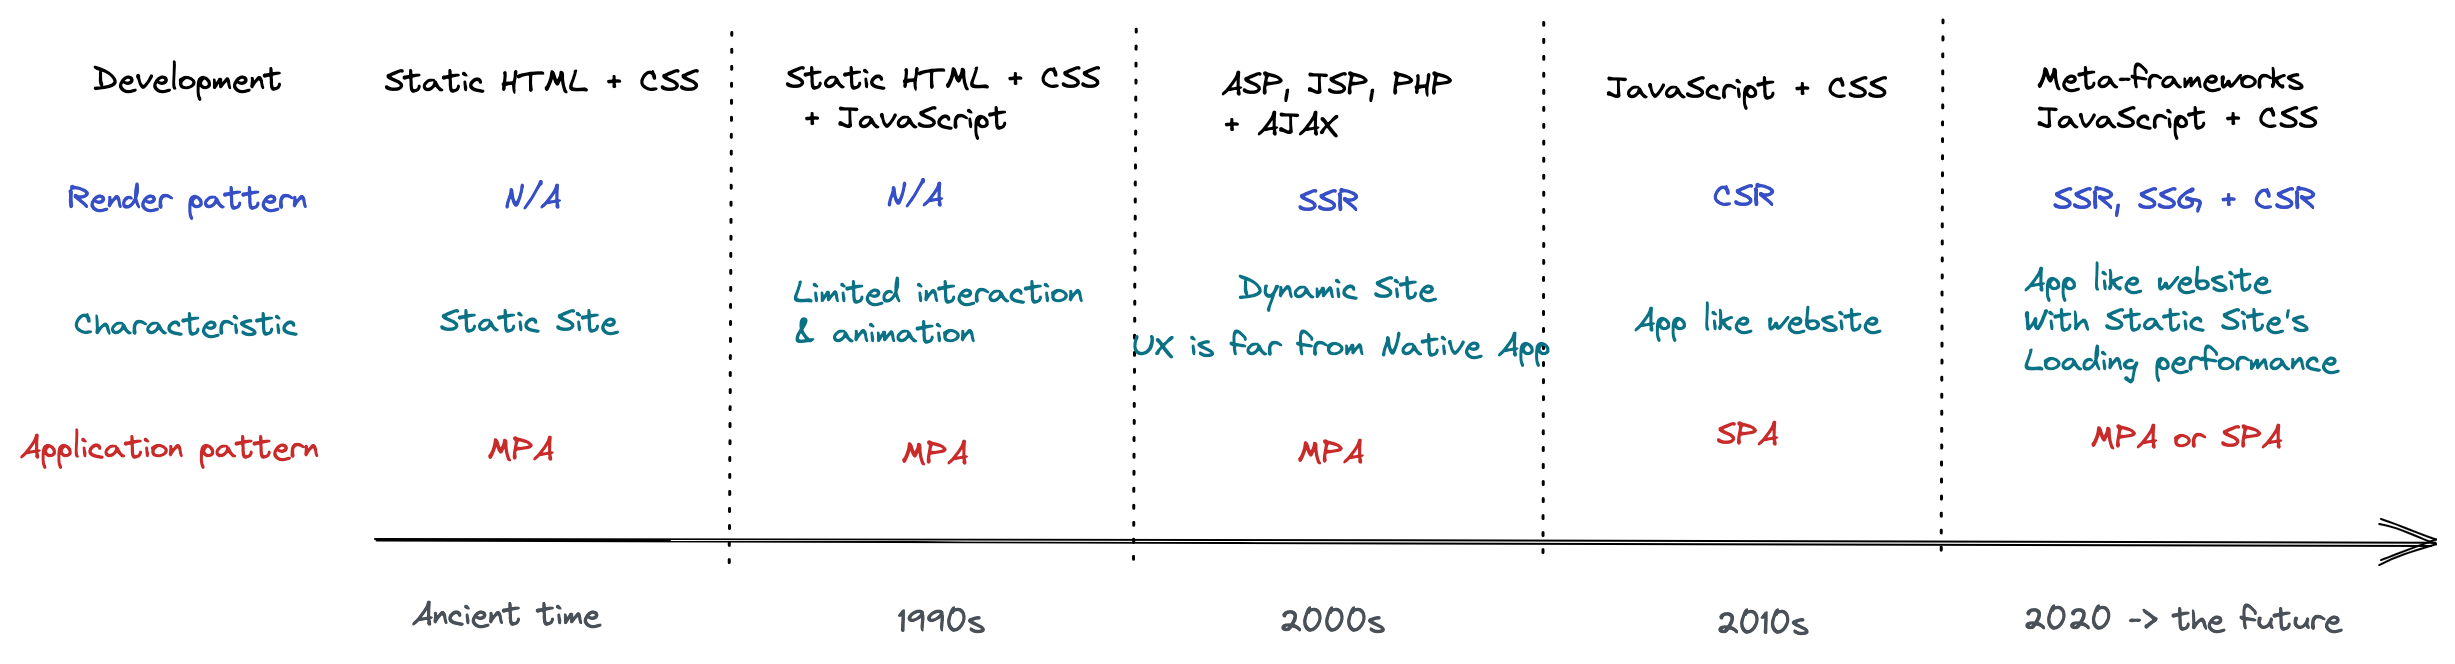 Development
Static HTML + CSS
Static HTML + CSS
+ JavaScript
ASP, JSP, PHP
+ AJAX
JavaScript + CSS
Meta-frameworks
JavaScript + CSS
Render pattern
N/A
N/A
SSR
CSR
SSR, SSG, + CSR
Characteristic
Static Site
Limited interaction
& animation
Dynamic Site
UX is far from Native App
App like website
App like website
With Static Site's
Loading performance
Application pattern
MPA
MPA
MPA
SPA
MPA or SPA
Ancient time
1990s
2000s
2010s
2020 -> the future